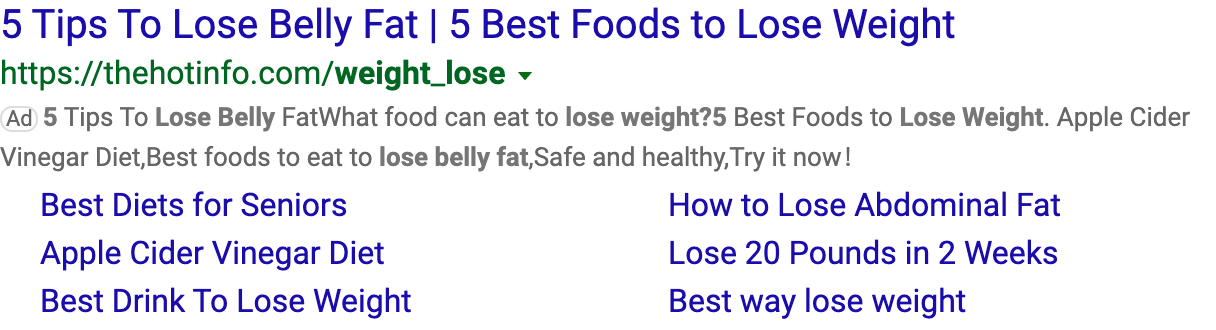 5 Tips To Lose Belly Fat | 5 Best Foods to Lose Weight
https://thehotinfo.com/weight_lose
Ad 5 Tips To Lose Belly FatWhat food can eat to lose weight?5 Best Foods to Lose Weight. Apple Cider
Vinegar Diet,Best foods to eat to lose belly fat,Safe and healthy,Try it now!
Best Diets for Seniors How to Lose Abdominal Fat
Apple Cider Vinegar Diet Lose 20 Pounds in 2 Weeks
Best Drink To Lose Weight Best way lose weight